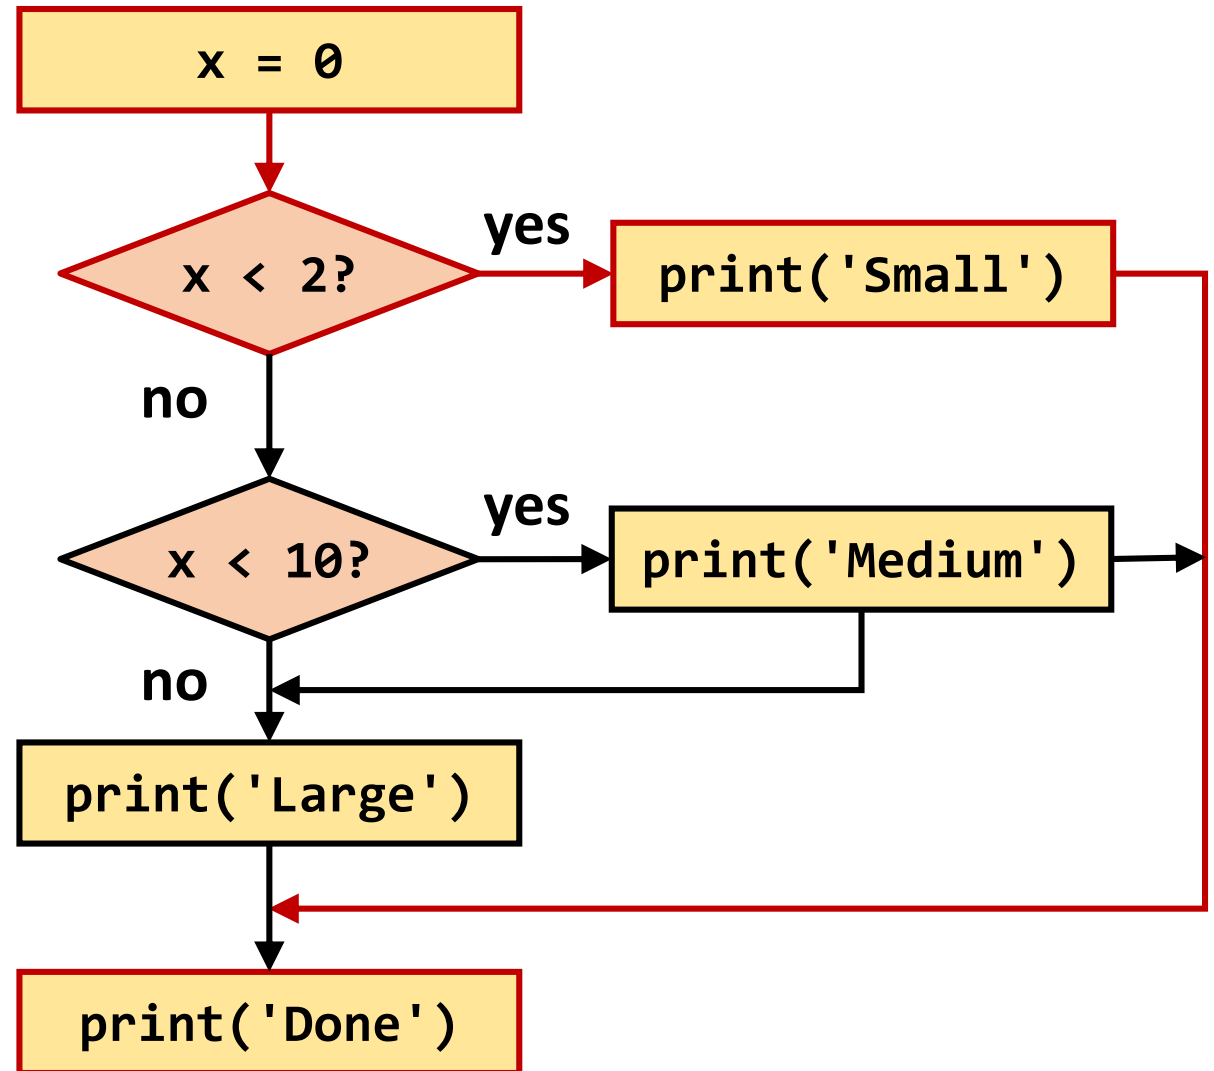 x = 0
x < 2?
yes
print('Small')
no
x < 10?
yes
print('Medium')
no
print('Large')
print('Done')